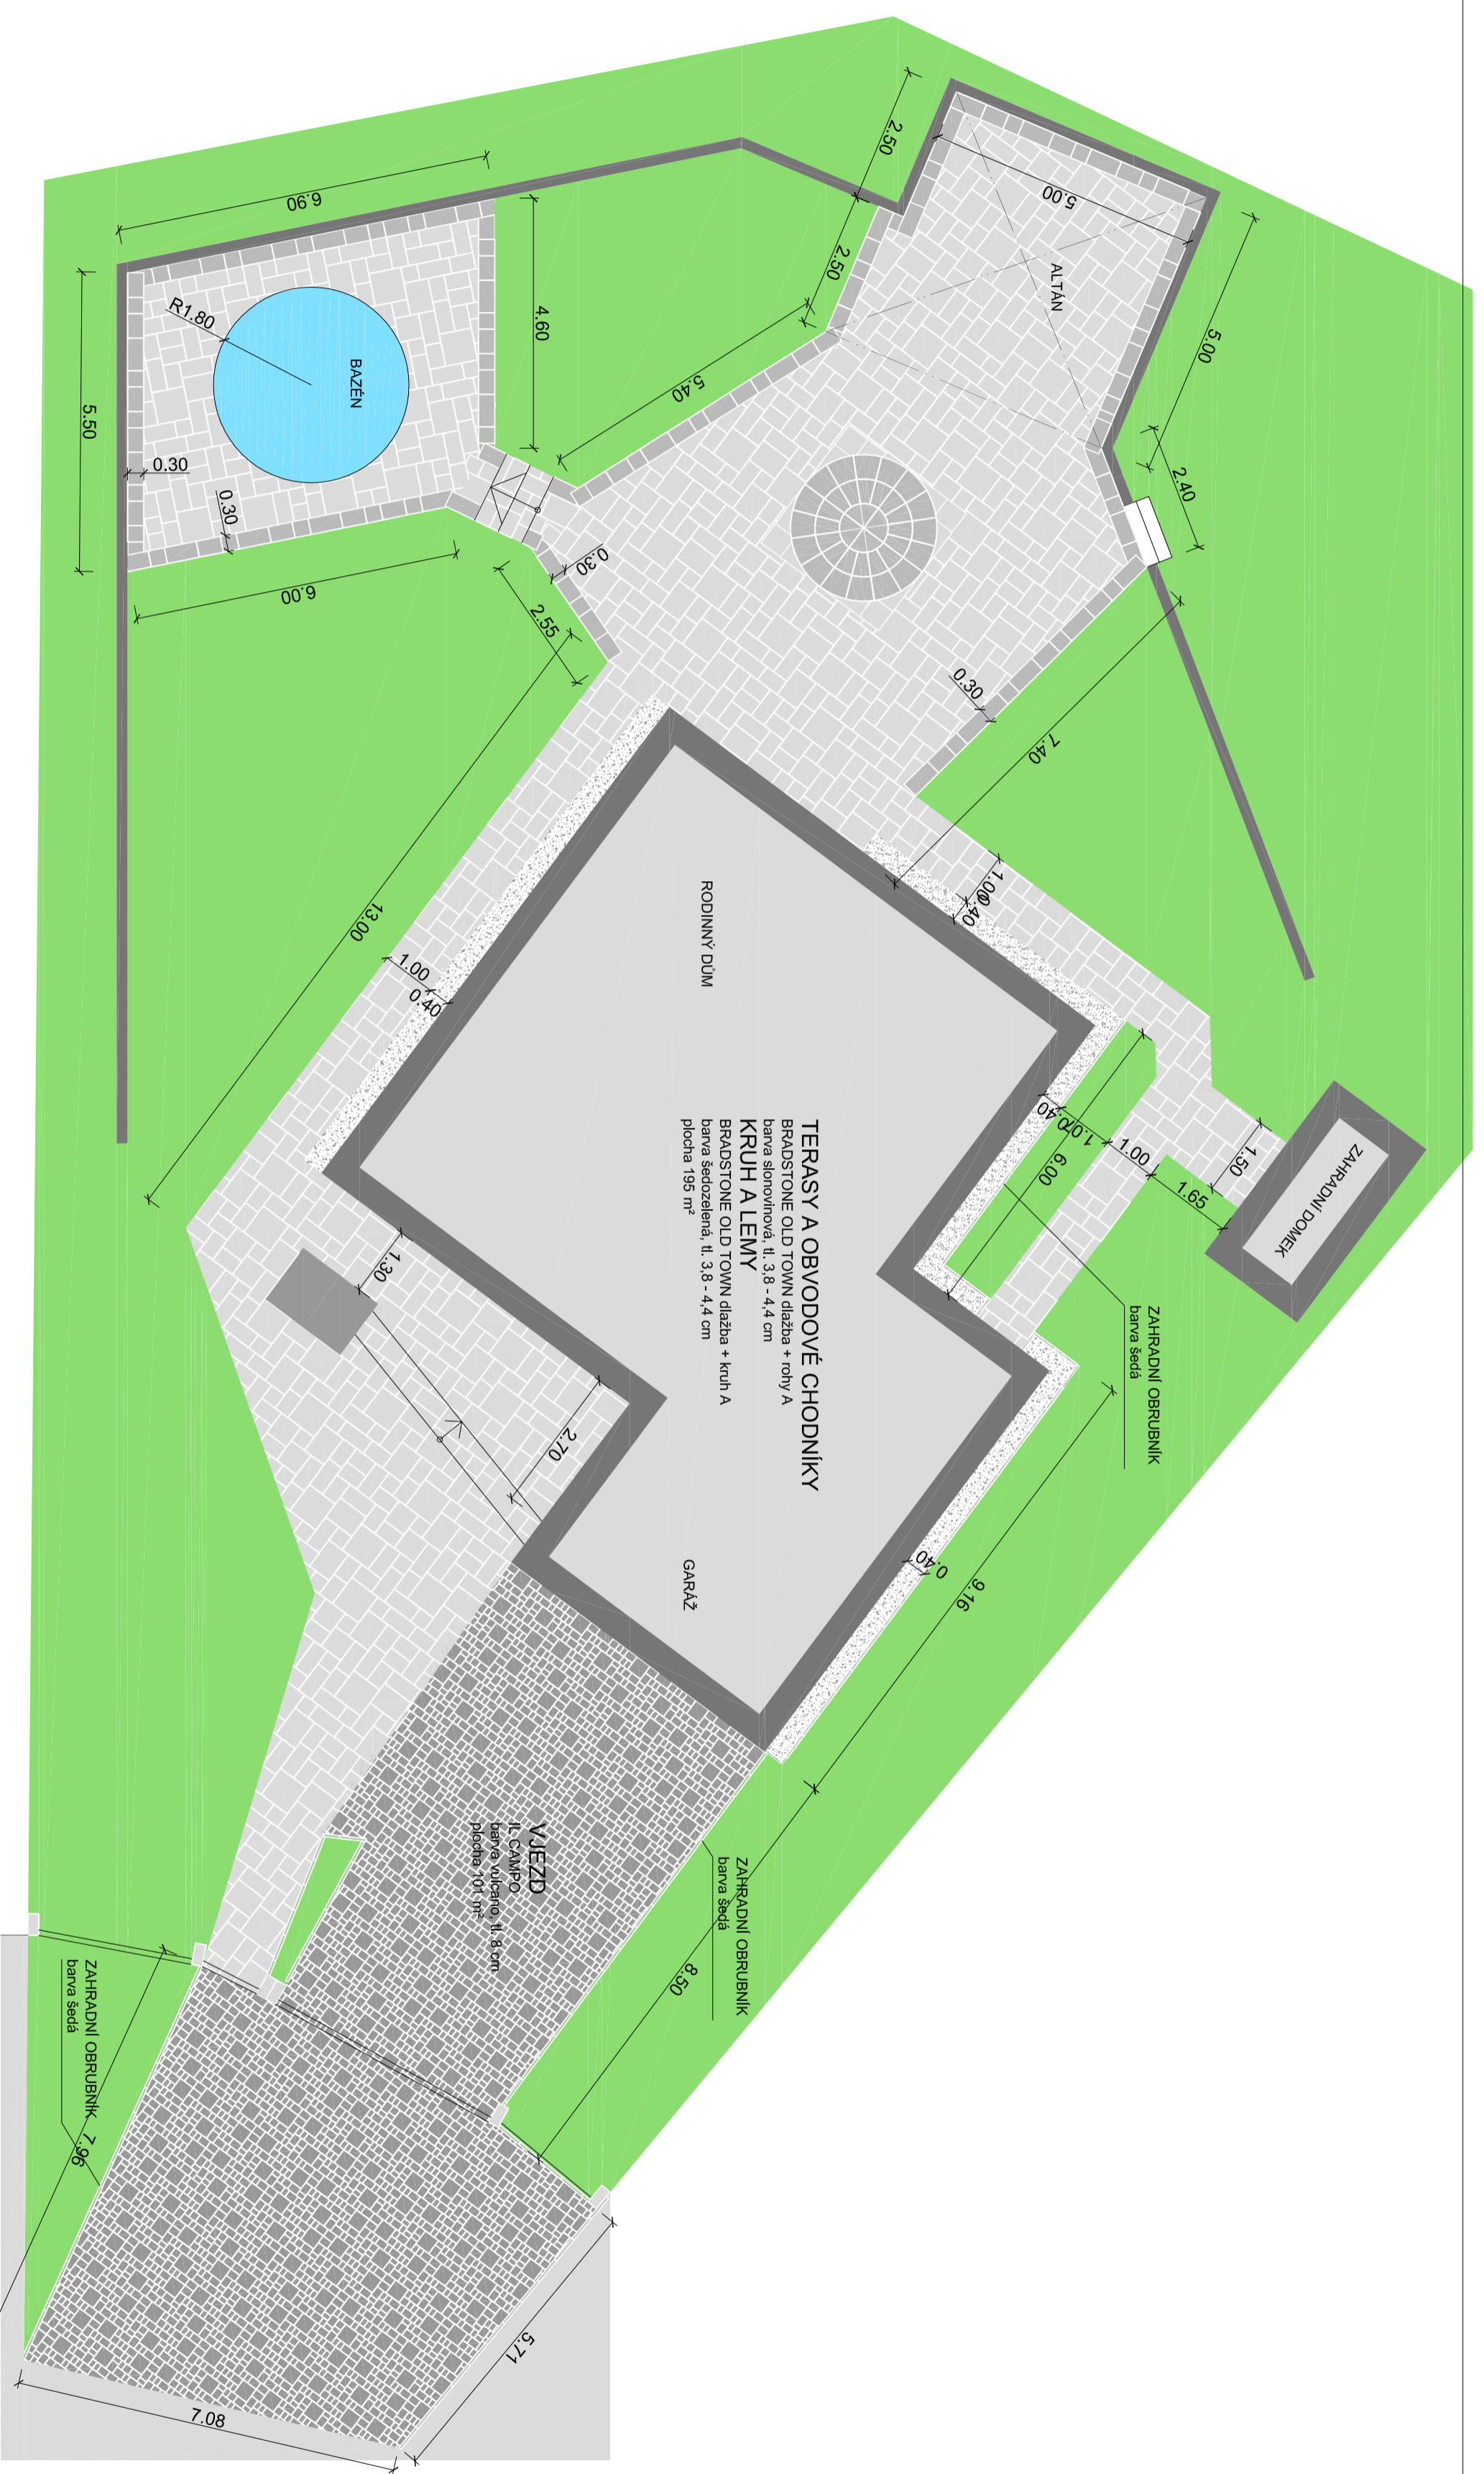 2.50
5.00
ALTÁN
5.00
2.50
6.90
4.60
5.40
2.40
R1.80
BAZÉN
5.50
0.30
0.30
0.30
6.00
2.55
0.30
7.40
13.00
RODINNÝ DŮM
1.00
0.40
1.00
0.40
TERASY A OBVODOVÉ CHODNÍKY
BRADSTONE OLD TOWN dlažba + rohy A
barva slonovinová, tl. 3,8 - 4,4 cm
KRUH A LEMY
BRADSTONE OLD TOWN dlažba + kruh A
barva šedozelená, tl. 3,8 - 4,4 cm
plocha 195 m²
0.40
1.07
1.00
6.00
1.65
1.50
ZAHRADNÍ DOMEK
1.30
2.70
ZAHRADNÍ OBRUBNÍK
barva šedá
GARÁŽ
0.40
9.16
VJEZD
IL CAMPO
barva vulcano, tl. 8 cm
plocha 101 m²
ZAHRADNÍ OBRUBNÍK
barva šedá
8.50
ZAHRADNÍ OBRUBNÍK
barva šedá
7.96
5.71
7.08